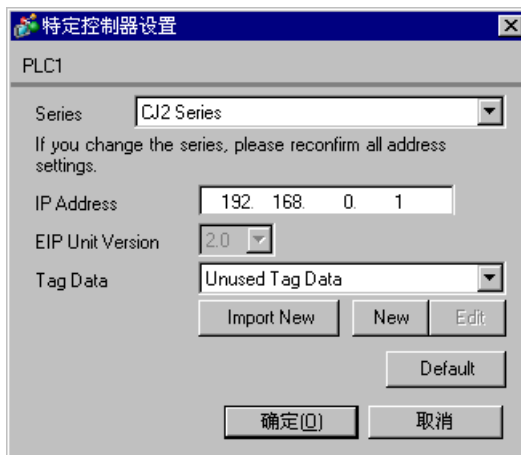 特定控制器设置
PLC1
Series CJ2 Series
If you change the series, please reconfirm all address
settings.
IP Address 192. 168. 0. 1
EIP Unit Version 2.0
Tag Data Unused Tag Data
Import New New Edit
Default
确定(O) 取消